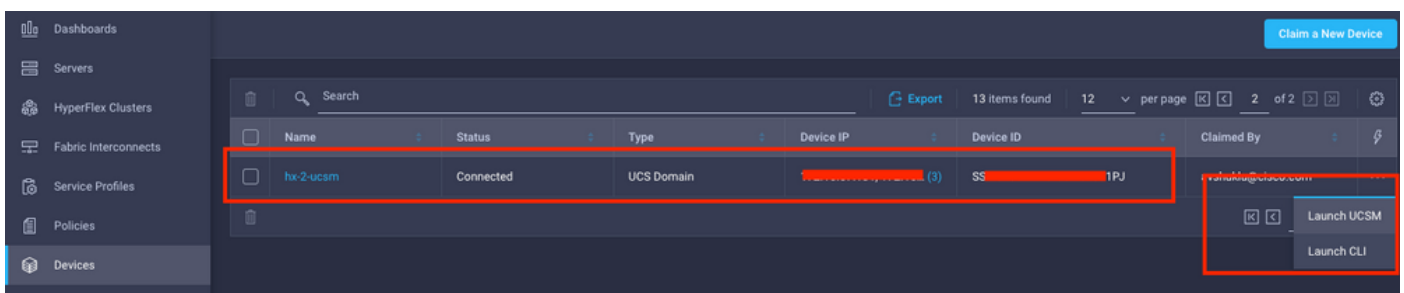 Dashboards
Claim a New Device
Servers
HyperFlex Clusters
Search Export 13 items found 12 per page 2 of 2
Name Status Type Device IP Device ID Claimed By
Fabric Interconnects
hx-2-ucsm Connected UCS Domain (3) SS 1PJ
Service Profiles
Policies
Launch UCSM
Devices
Launch CLI